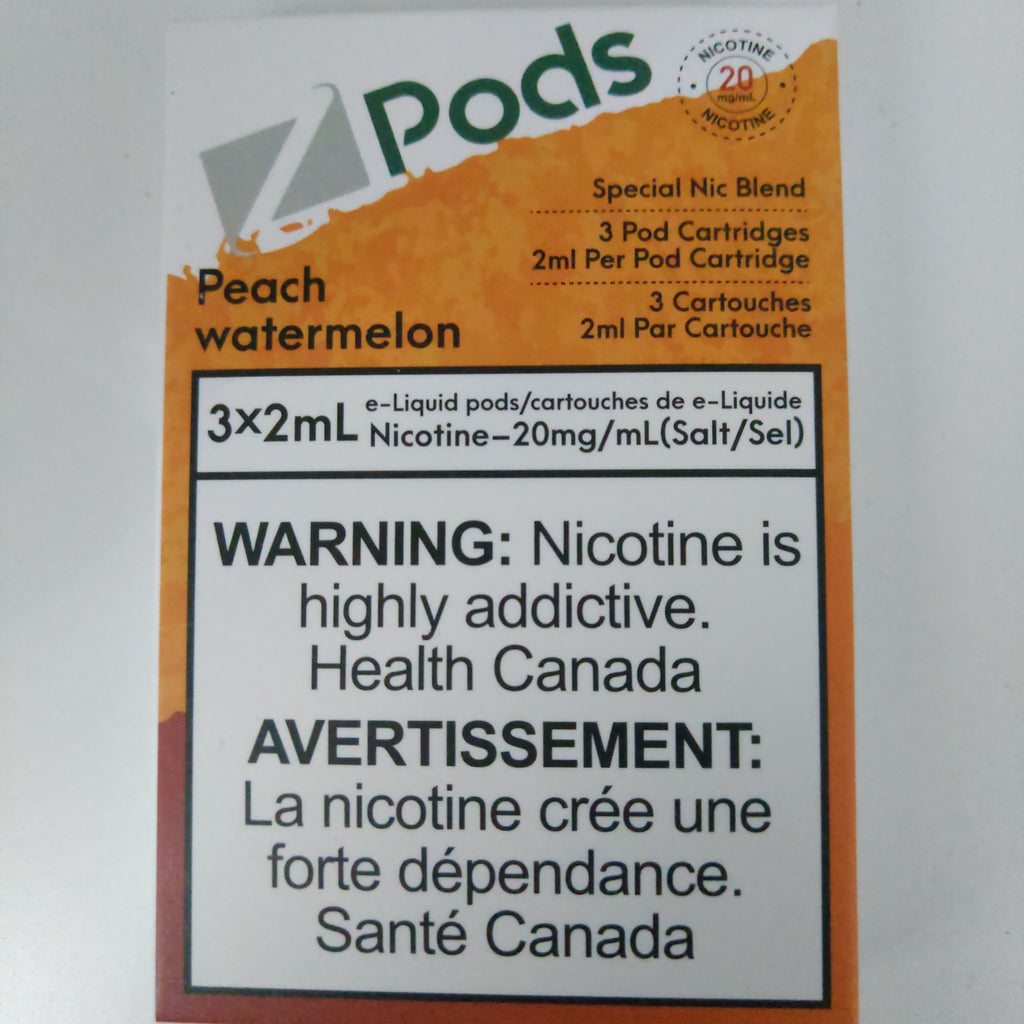 Z Pods
NICOTINE
20
mg/mL
NICOTINE
Special Nic Blend
3 Pod Cartridges
2ml Per Pod Cartridge
3 Cartouches
2ml Par Cartouche
Peach
watermelon
3×2mL
e-Liquid pods/cartouches de e-Liquide
Nicotine-20mg/mL(Salt/Sel)
WARNING: Nicotine is
highly addictive.
Health Canada
AVERTISSEMENT:
La nicotine crée une
forte dépendance.
Santé Canada